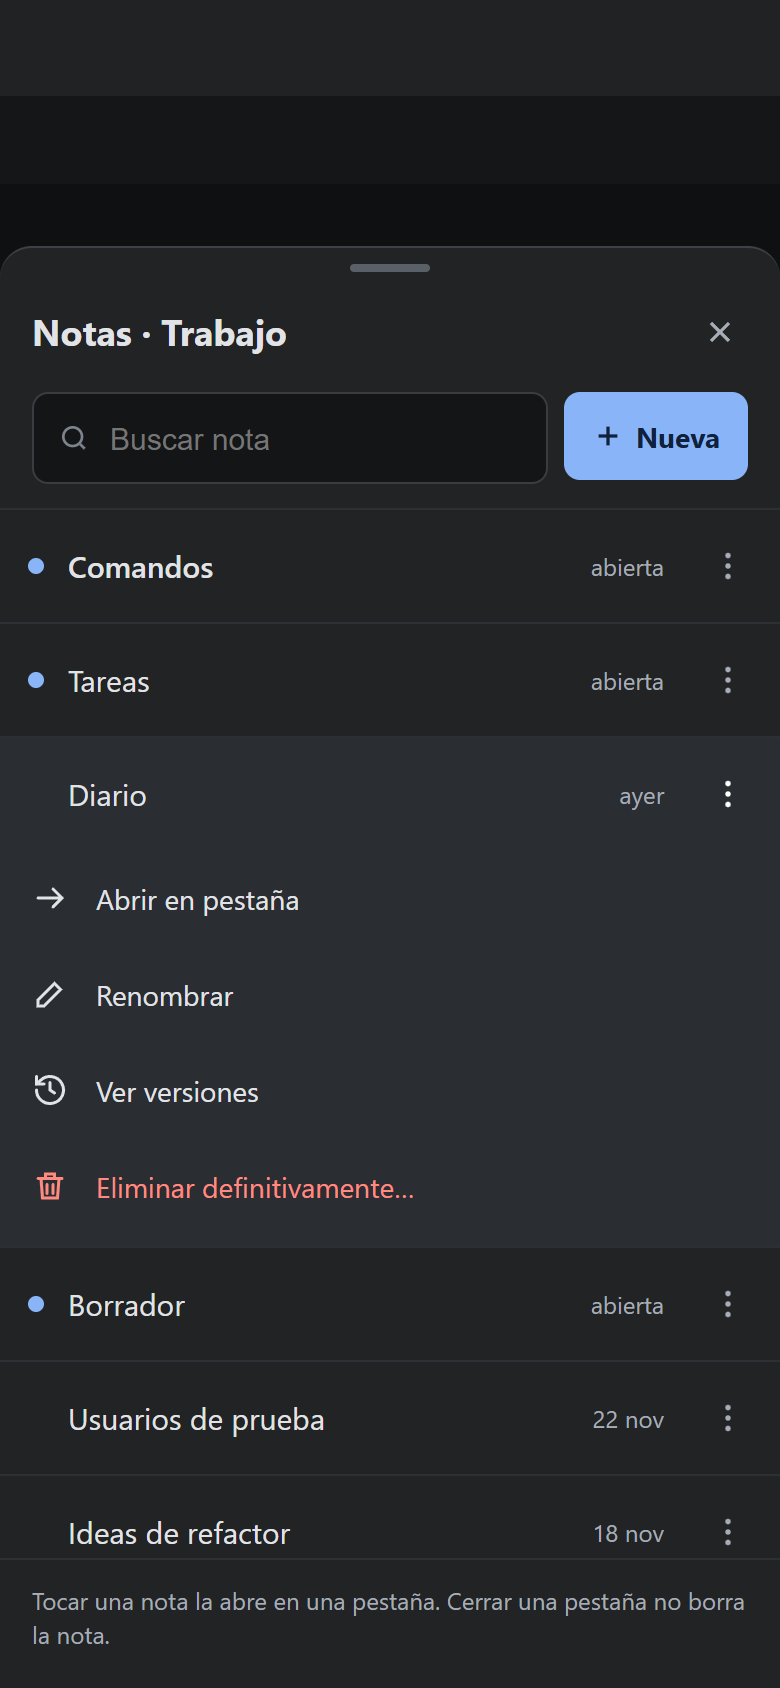 Notas · Trabajo
Buscar nota
+ Nueva
Comandos abierta
Tareas abierta
Diario ayer
Abrir en pestaña
Renombrar
Ver versiones
Eliminar definitivamente...
Borrador abierta
Usuarios de prueba 22 nov
Ideas de refactor 18 nov
Tocar una nota la abre en una pestaña. Cerrar una pestaña no borra
la nota.